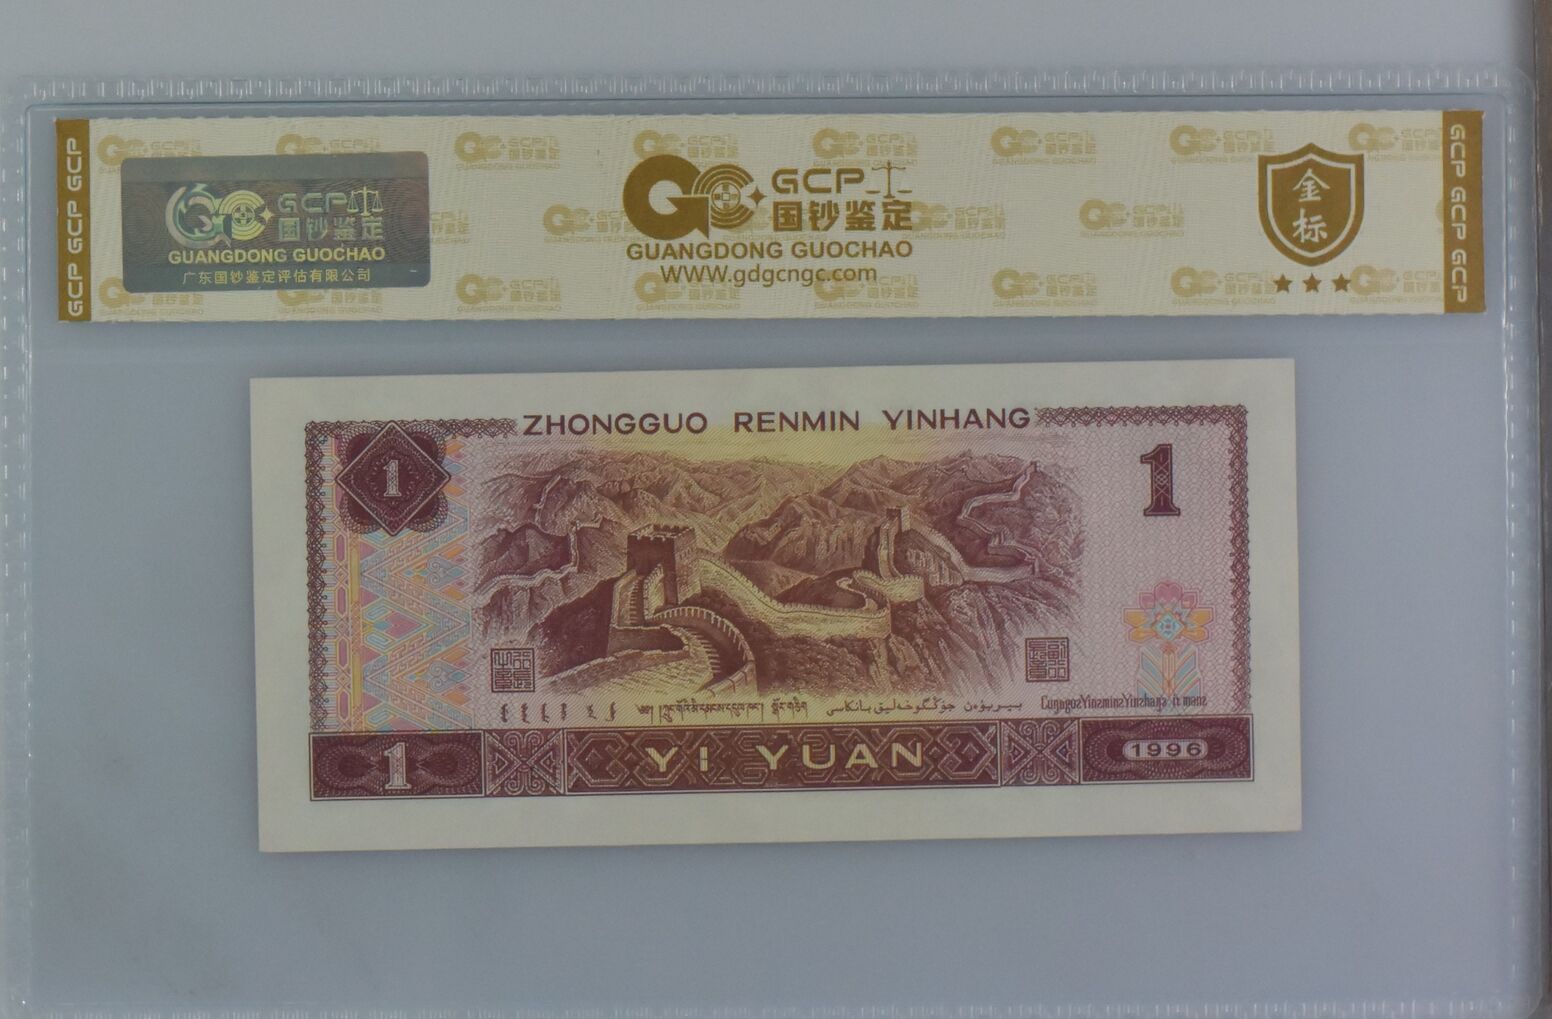 GCP GCP GCP
GCP
国钞鉴定
GUANGDONG GUOCHAO
广东国钞鉴定评估有限公司
GCP
国钞鉴定
GUANGDONG GUOCHAO
WWW.gdgcngc.com
金标
GCP GCP GCP
ZHONGGUO RENMIN YINHANG
1
1
1
YI YUAN
1996